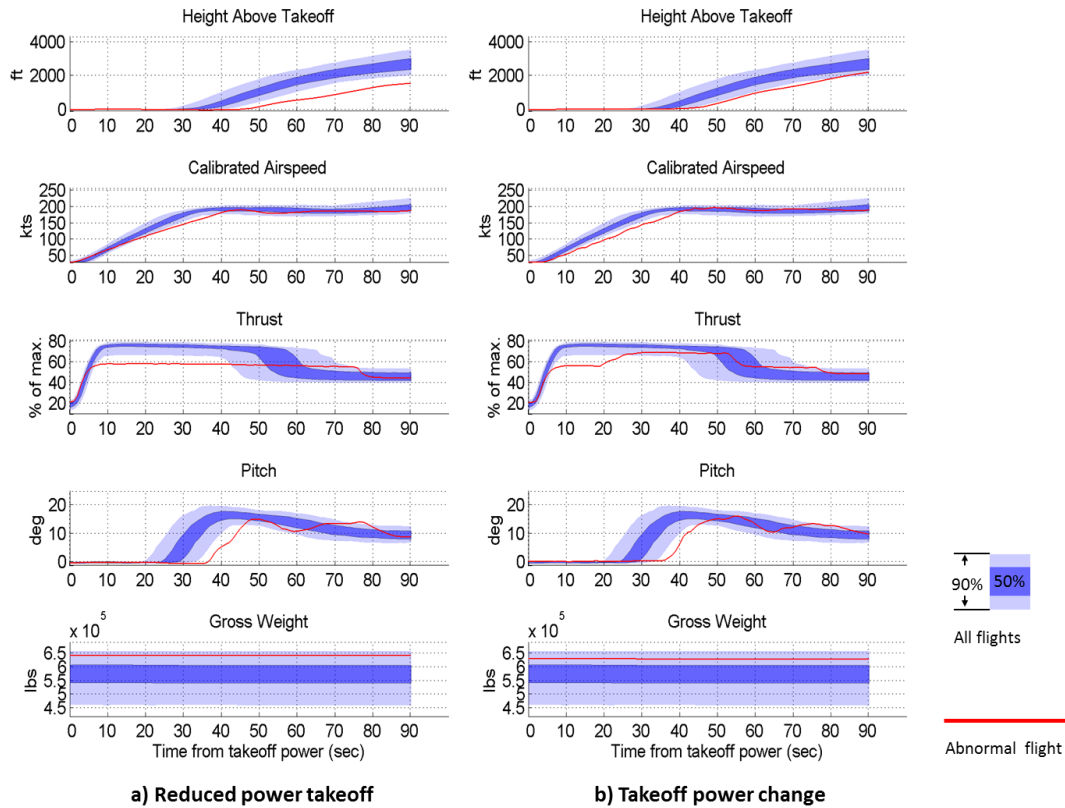 Height Above Takeoff
4000
2000
0
ft
0 10 20 30 40 50 60 70 80 90
Calibrated Airspeed
250
200
150
100
50
kts
0 10 20 30 40 50 60 70 80 90
Thrust
80
60
40
20
% of max.
0 10 20 30 40 50 60 70 80 90
Pitch
20
10
0
deg
0 10 20 30 40 50 60 70 80 90
x 10^5
Gross Weight
6.5
6
5.5
5
4.5
lbs
0 10 20 30 40 50 60 70 80 90
Time from takeoff power (sec)
a) Reduced power takeoff
Height Above Takeoff
4000
2000
0
ft
0 10 20 30 40 50 60 70 80 90
Calibrated Airspeed
250
200
150
100
50
kts
0 10 20 30 40 50 60 70 80 90
Thrust
80
60
40
20
% of max.
0 10 20 30 40 50 60 70 80 90
Pitch
20
10
0
deg
0 10 20 30 40 50 60 70 80 90
x 10^5
Gross Weight
6.5
6
5.5
5
4.5
lbs
0 10 20 30 40 50 60 70 80 90
Time from takeoff power (sec)
b) Takeoff power change
90%
50%
All flights
Abnormal flight